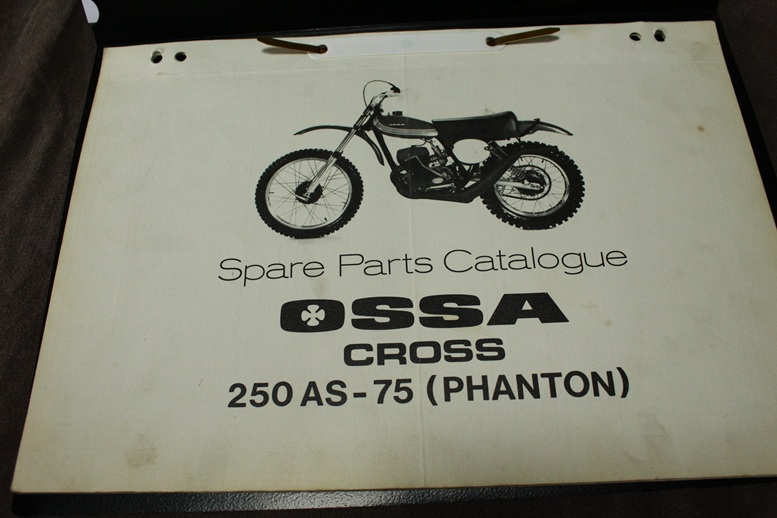 Spare Parts Catalogue
OSSA
CROSS
250 AS-75 (PHANTON)